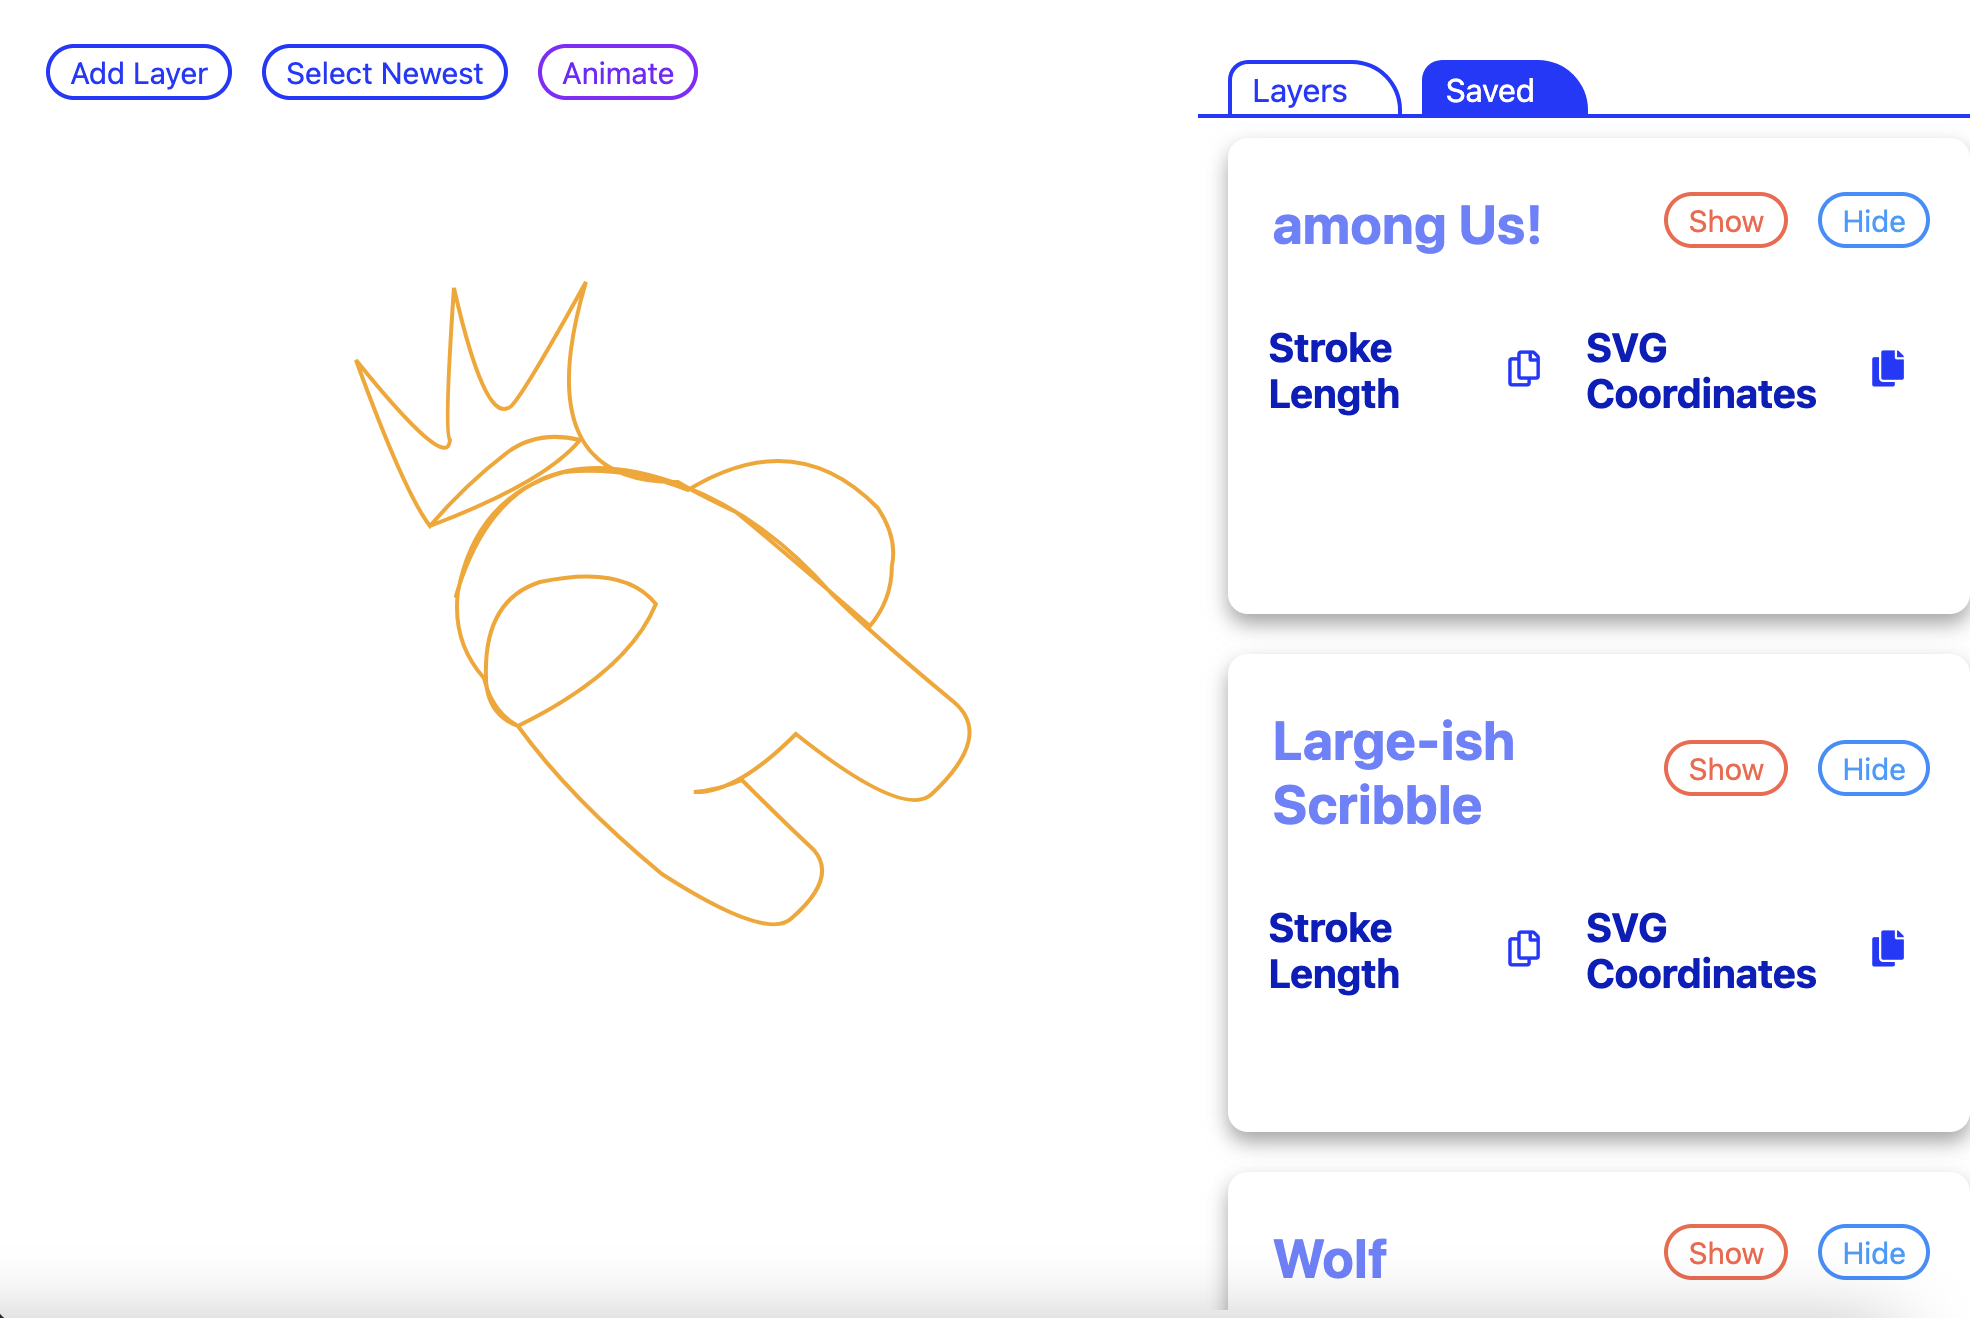 Add Layer
Select Newest
Animate
Layers
Saved
among Us!
Show
Hide
Stroke
Length
SVG
Coordinates
Large-ish
Scribble
Show
Hide
Stroke
Length
SVG
Coordinates
Wolf
Show
Hide